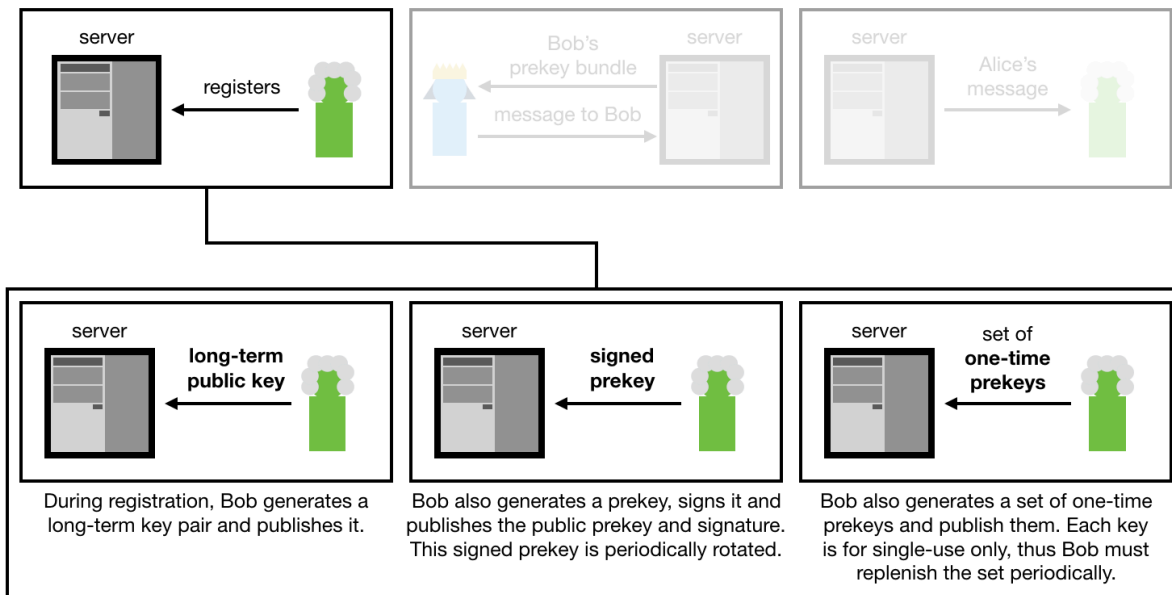 server
registers
Bob's
prekey bundle
message to Bob
server
server
Alice's
message
server
long-term
public key
During registration, Bob generates a
long-term key pair and publishes it.
server
signed
prekey
Bob also generates a prekey, signs it and
publishes the public prekey and signature.
This signed prekey is periodically rotated.
server
set of
one-time
prekeys
Bob also generates a set of one-time
prekeys and publish them. Each key
is for single-use only, thus Bob must
replenish the set periodically.